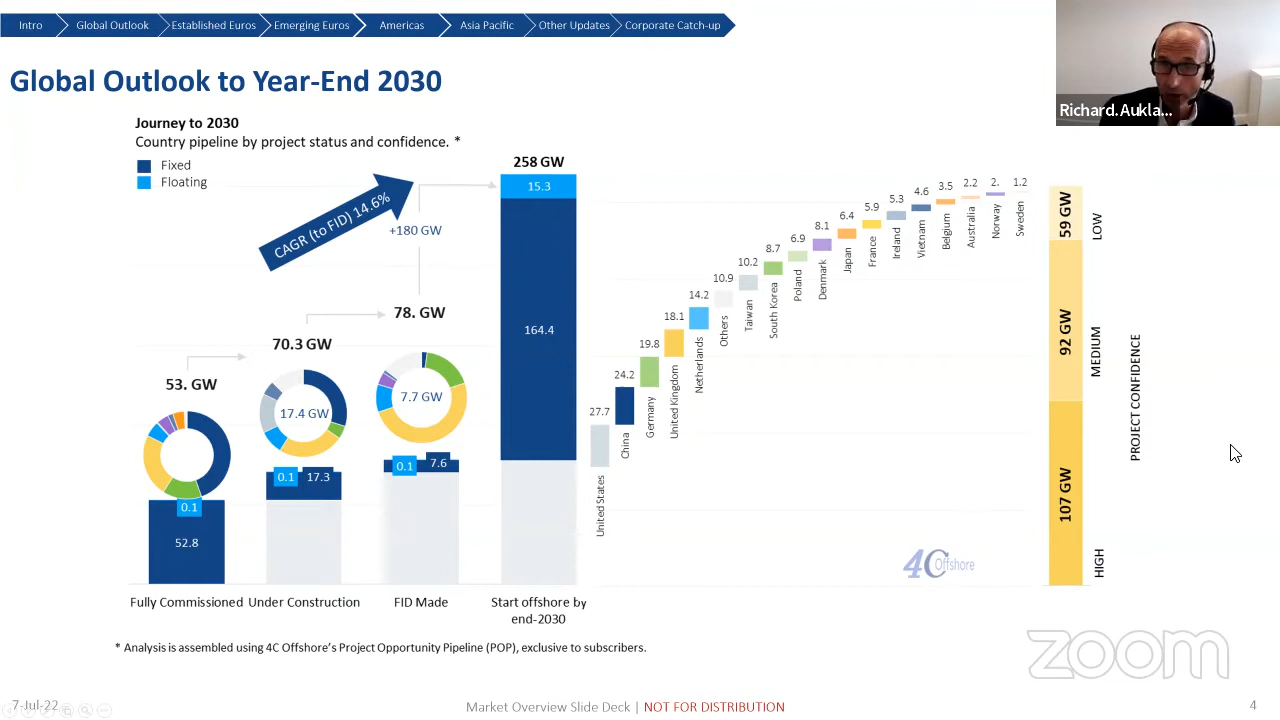 Intro
Global Outlook
Established Euros
Emerging Euros
Americas
Asia Pacific
Other Updates
Corporate Catch-up
Global Outlook to Year-End 2030
Richard. Aukla...
Journey to 2030
Country pipeline by project status and confidence. *
Fixed
Floating
CAGR (to FID) 14.6%
+180 GW
258 GW
15.3
164.4
78. GW
7.7 GW
0.1
7.6
70.3 GW
17.4 GW
0.1
17.3
53. GW
0.1
52.8
Fully Commissioned
Under Construction
FID Made
Start offshore by
end-2030
27.7
United States
24.2
China
19.8
Germany
18.1
United Kingdom
14.2
Netherlands
10.9
Others
10.2
Taiwan
8.7
South Korea
6.9
Poland
8.1
Denmark
6.4
Japan
5.9
France
5.3
Ireland
4.6
Vietnam
3.5
Belgium
2.2
Australia
2.
Norway
1.2
Sweden
59 GW
LOW
92 GW
MEDIUM
107 GW
HIGH
PROJECT CONFIDENCE
4C Offshore
* Analysis is assembled using 4C Offshore's Project Opportunity Pipeline (POP), exclusive to subscribers.
zoom
7-Jul-22
Market Overview Slide Deck | NOT FOR DISTRIBUTION
4